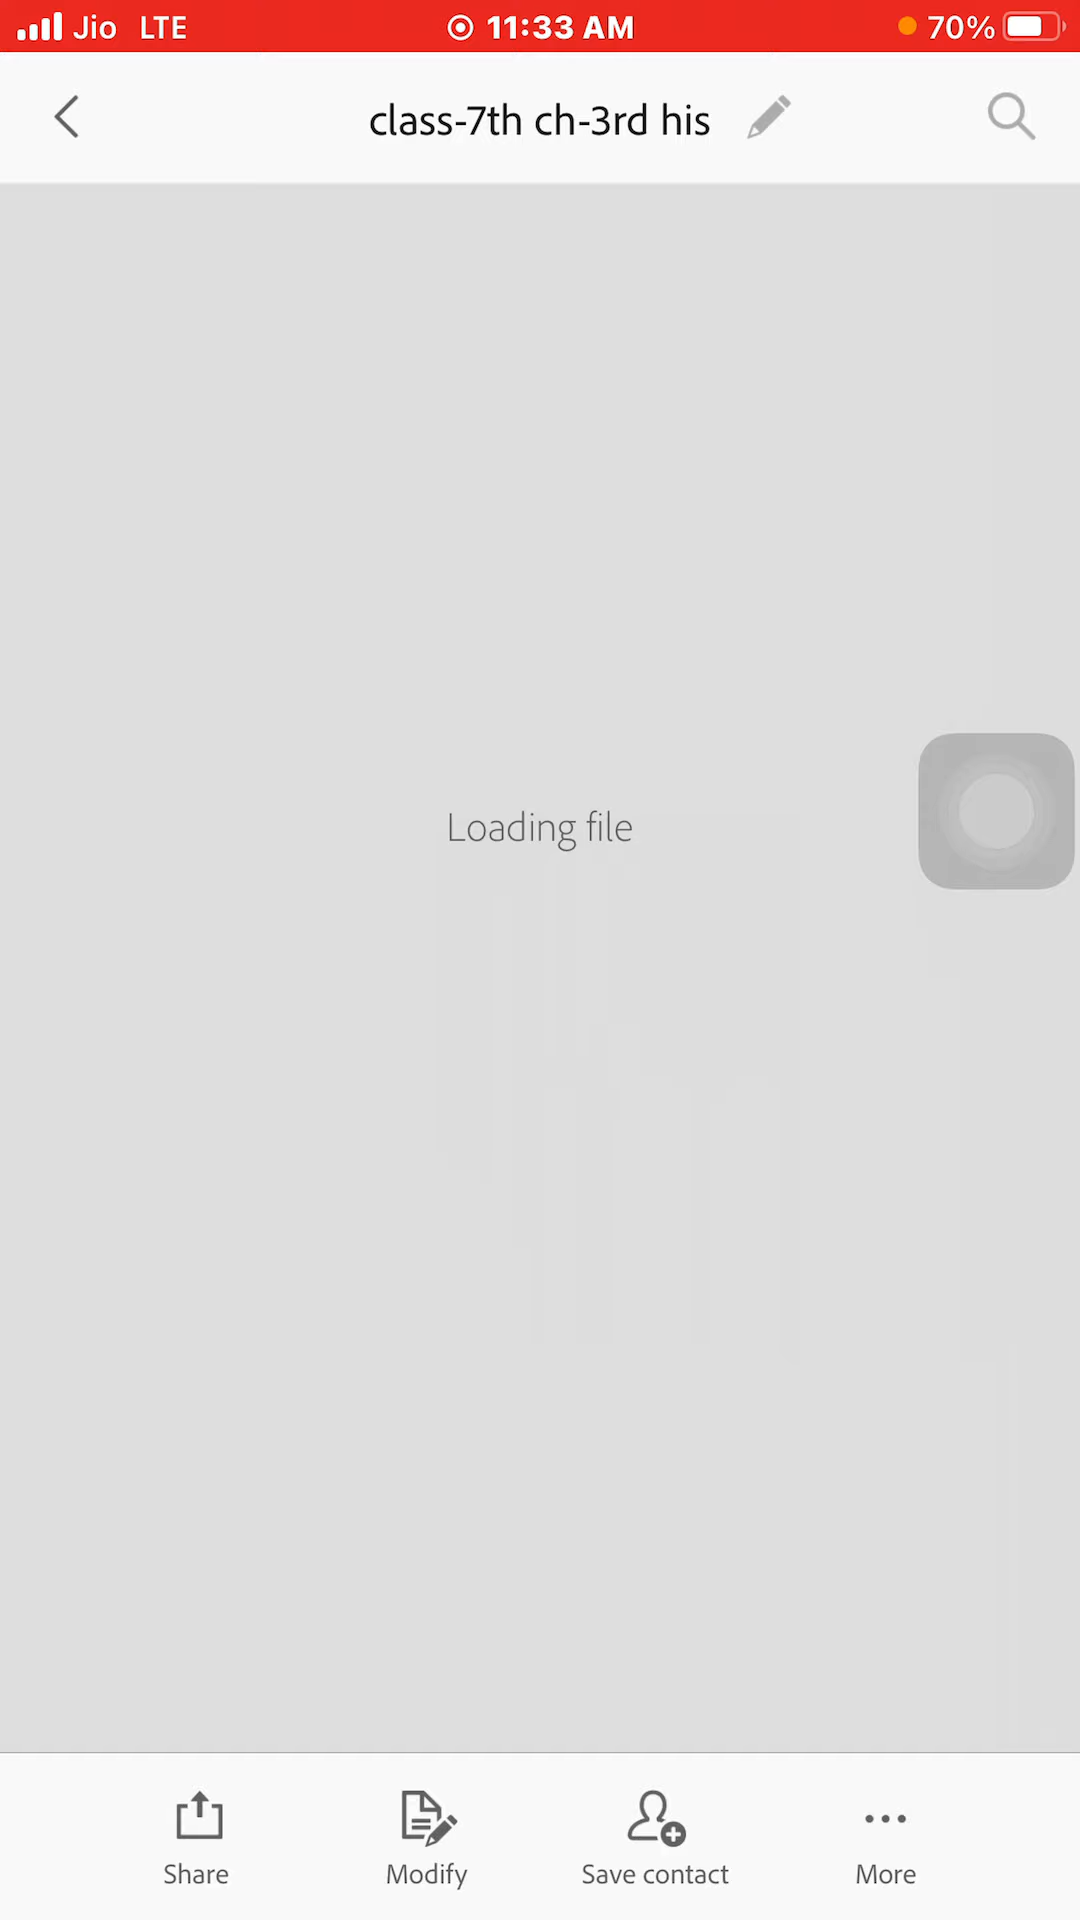 Jio LTE 11:33 AM 70%
class-7th ch-3rd his
Loading file
Share Modify Save contact More